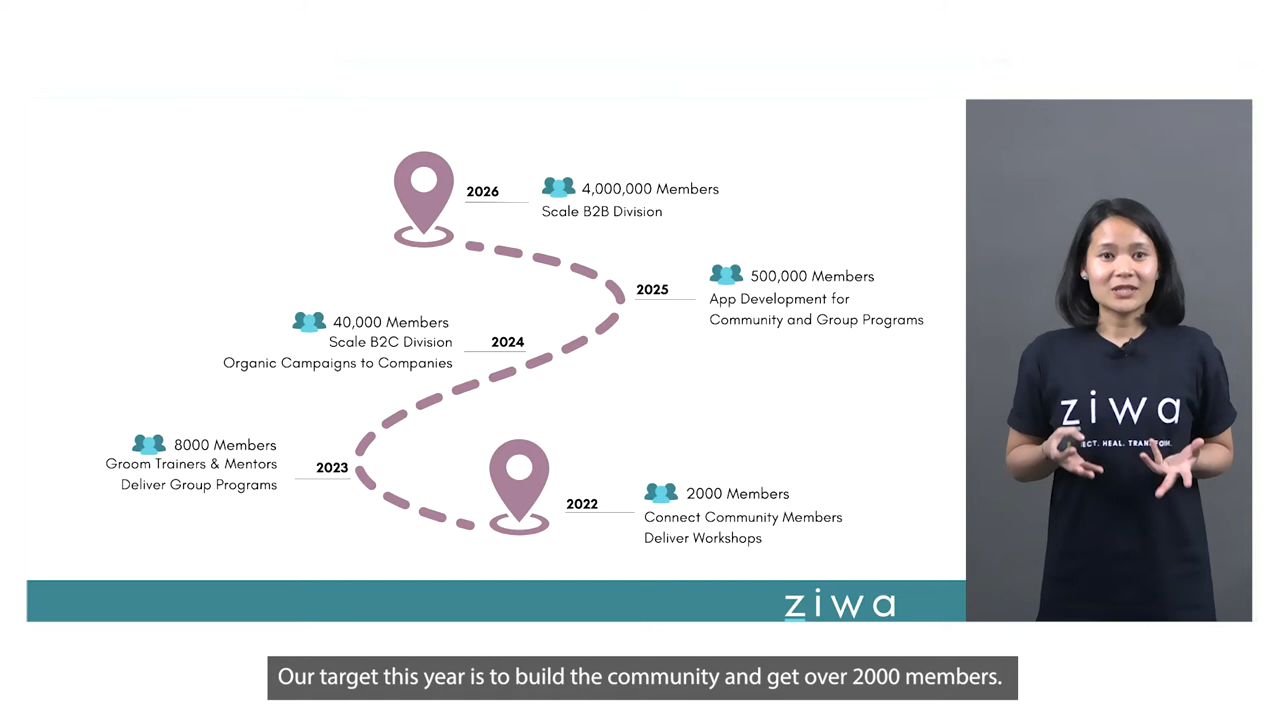 2026
4,000,000 Members
Scale B2B Division
2025
500,000 Members
App Development for
Community and Group Programs
40,000 Members
Scale B2C Division
Organic Campaigns to Companies
2024
8000 Members
Groom Trainers & Mentors
Deliver Group Programs
2023
2022
2000 Members
Connect Community Members
Deliver Workshops
ziwa
ziwa
HEAL.
Our target this year is to build the community and get over 2000 members.